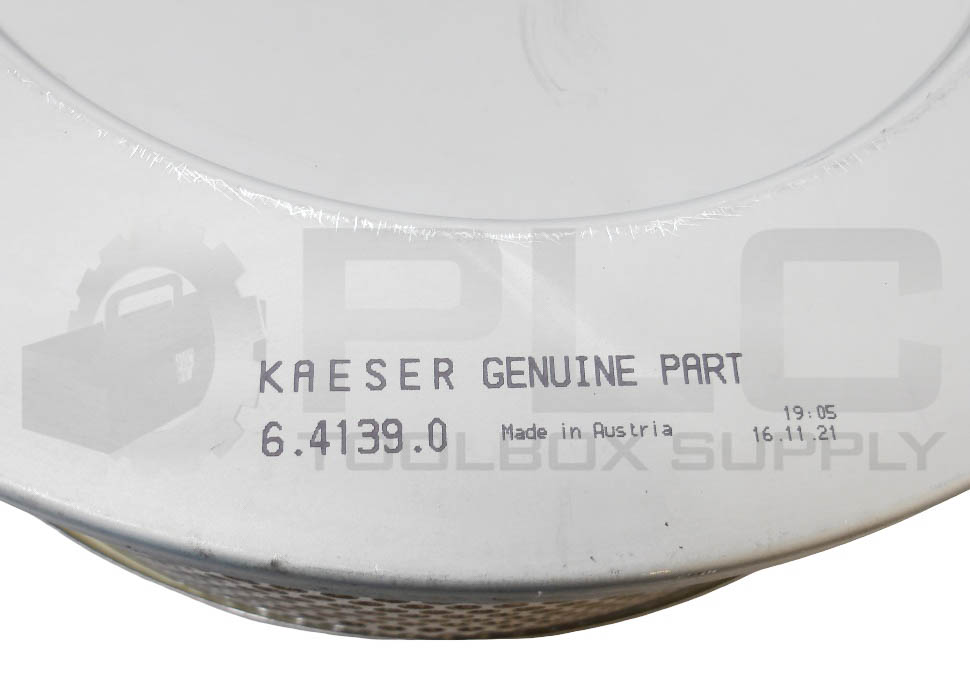 PLC
TOOLBOX SUPPLY
KAESER GENUINE PART
6.4139.0 Made in Austria 19:05
16.11.21